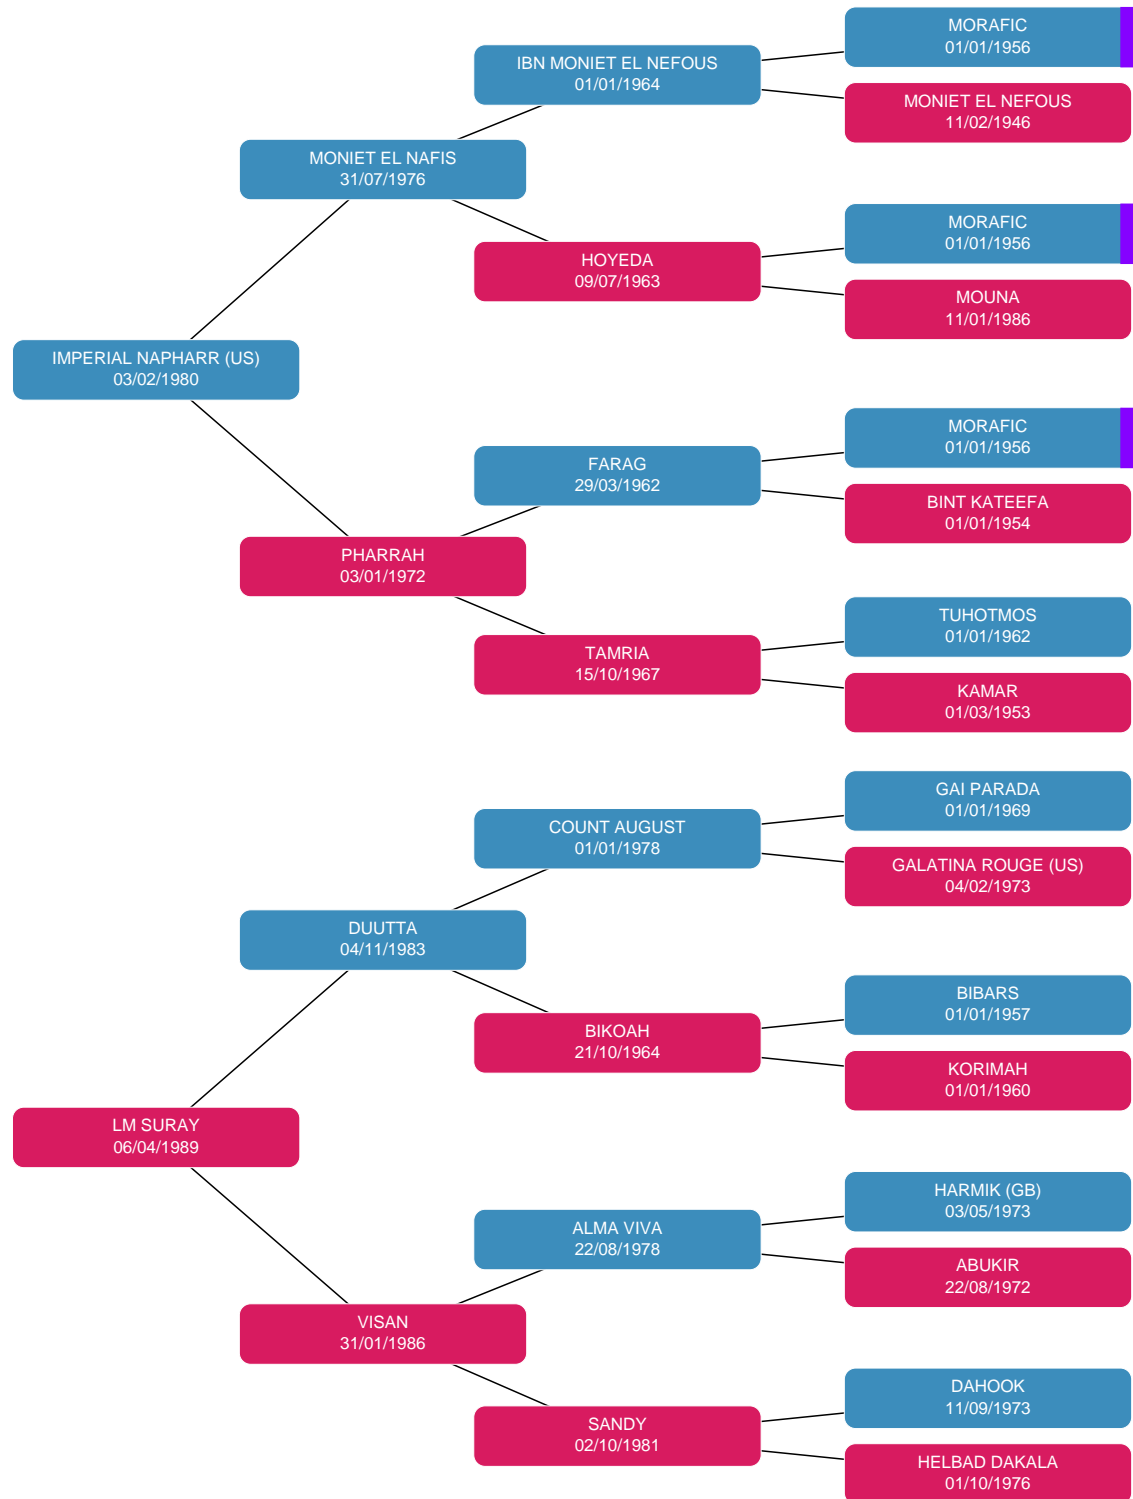 MORAFIC
01/01/1956
IBN MONIET EL NEFOUS
01/01/1964
MONIET EL NEFOUS
11/02/1946
MONIET EL NAFIS
31/07/1976
MORAFIC
01/01/1956
HOYEDA
09/07/1963
MOUNA
11/01/1986
IMPERIAL NAPHARR (US)
03/02/1980
MORAFIC
01/01/1956
FARAG
29/03/1962
BINT KATEEFA
01/01/1954
PHARRAH
03/01/1972
TUHOTMOS
01/01/1962
TAMRIA
15/10/1967
KAMAR
01/03/1953
GAI PARADA
01/01/1969
COUNT AUGUST
01/01/1978
GALATINA ROUGE (US)
04/02/1973
DUUTTA
04/11/1983
BIBARS
01/01/1957
BIKOAH
21/10/1964
KORIMAH
01/01/1960
LM SURAY
06/04/1989
HARMIK (GB)
03/05/1973
ALMA VIVA
22/08/1978
ABUKIR
22/08/1972
VISAN
31/01/1986
DAHOOK
11/09/1973
SANDY
02/10/1981
HELBAD DAKALA
01/10/1976